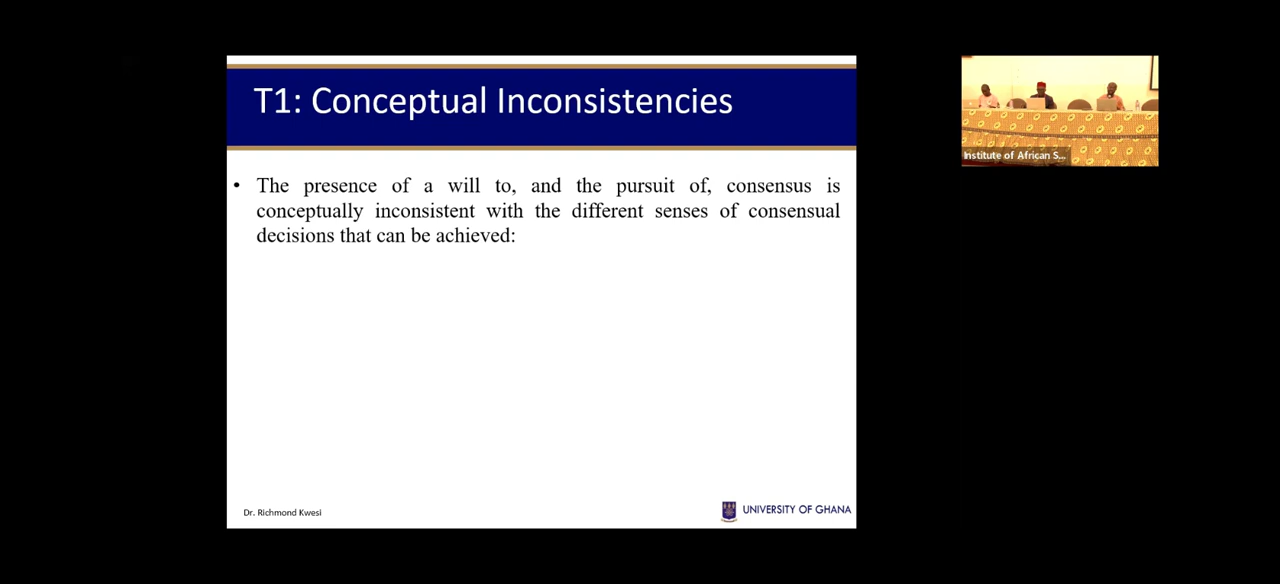 T1: Conceptual Inconsistencies
• The presence of a will to, and the pursuit of, consensus is
conceptually inconsistent with the different senses of consensual
decisions that can be achieved:
Dr. Richmond Kwesi
UNIVERSITY OF GHANA
Institute of African S...